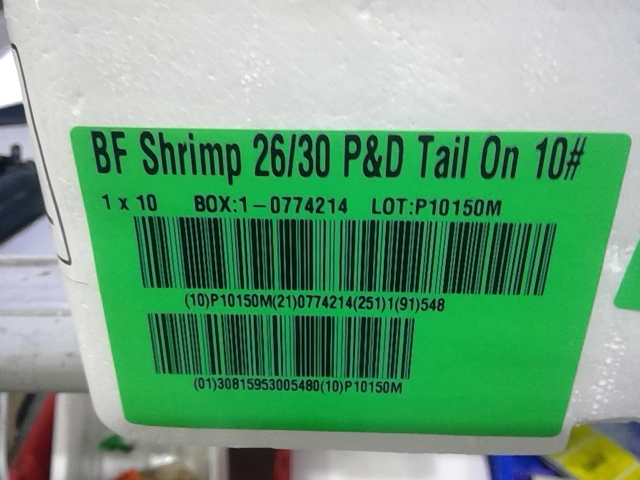 BF Shrimp 26/30 P&D Tail On 10#
1 x 10 BOX:1-0774214 LOT:P10150M
(10)P10150M(21)0774214(251)1(91)548
(01)30815953005480(10)P10150M